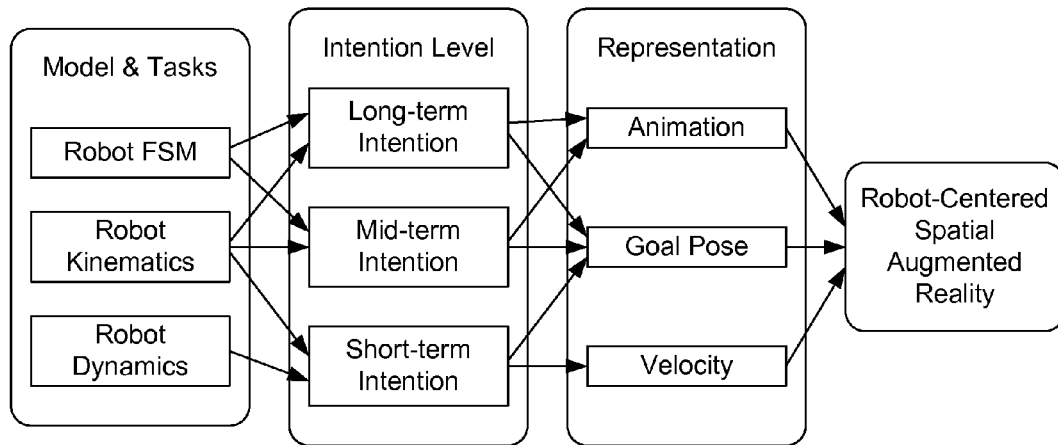 Model & Tasks
Robot FSM
Robot
Kinematics
Robot
Dynamics
Intention Level
Long-term
Intention
Mid-term
Intention
Short-term
Intention
Representation
Animation
Goal Pose
Velocity
Robot-Centered
Spatial
Augmented
Reality